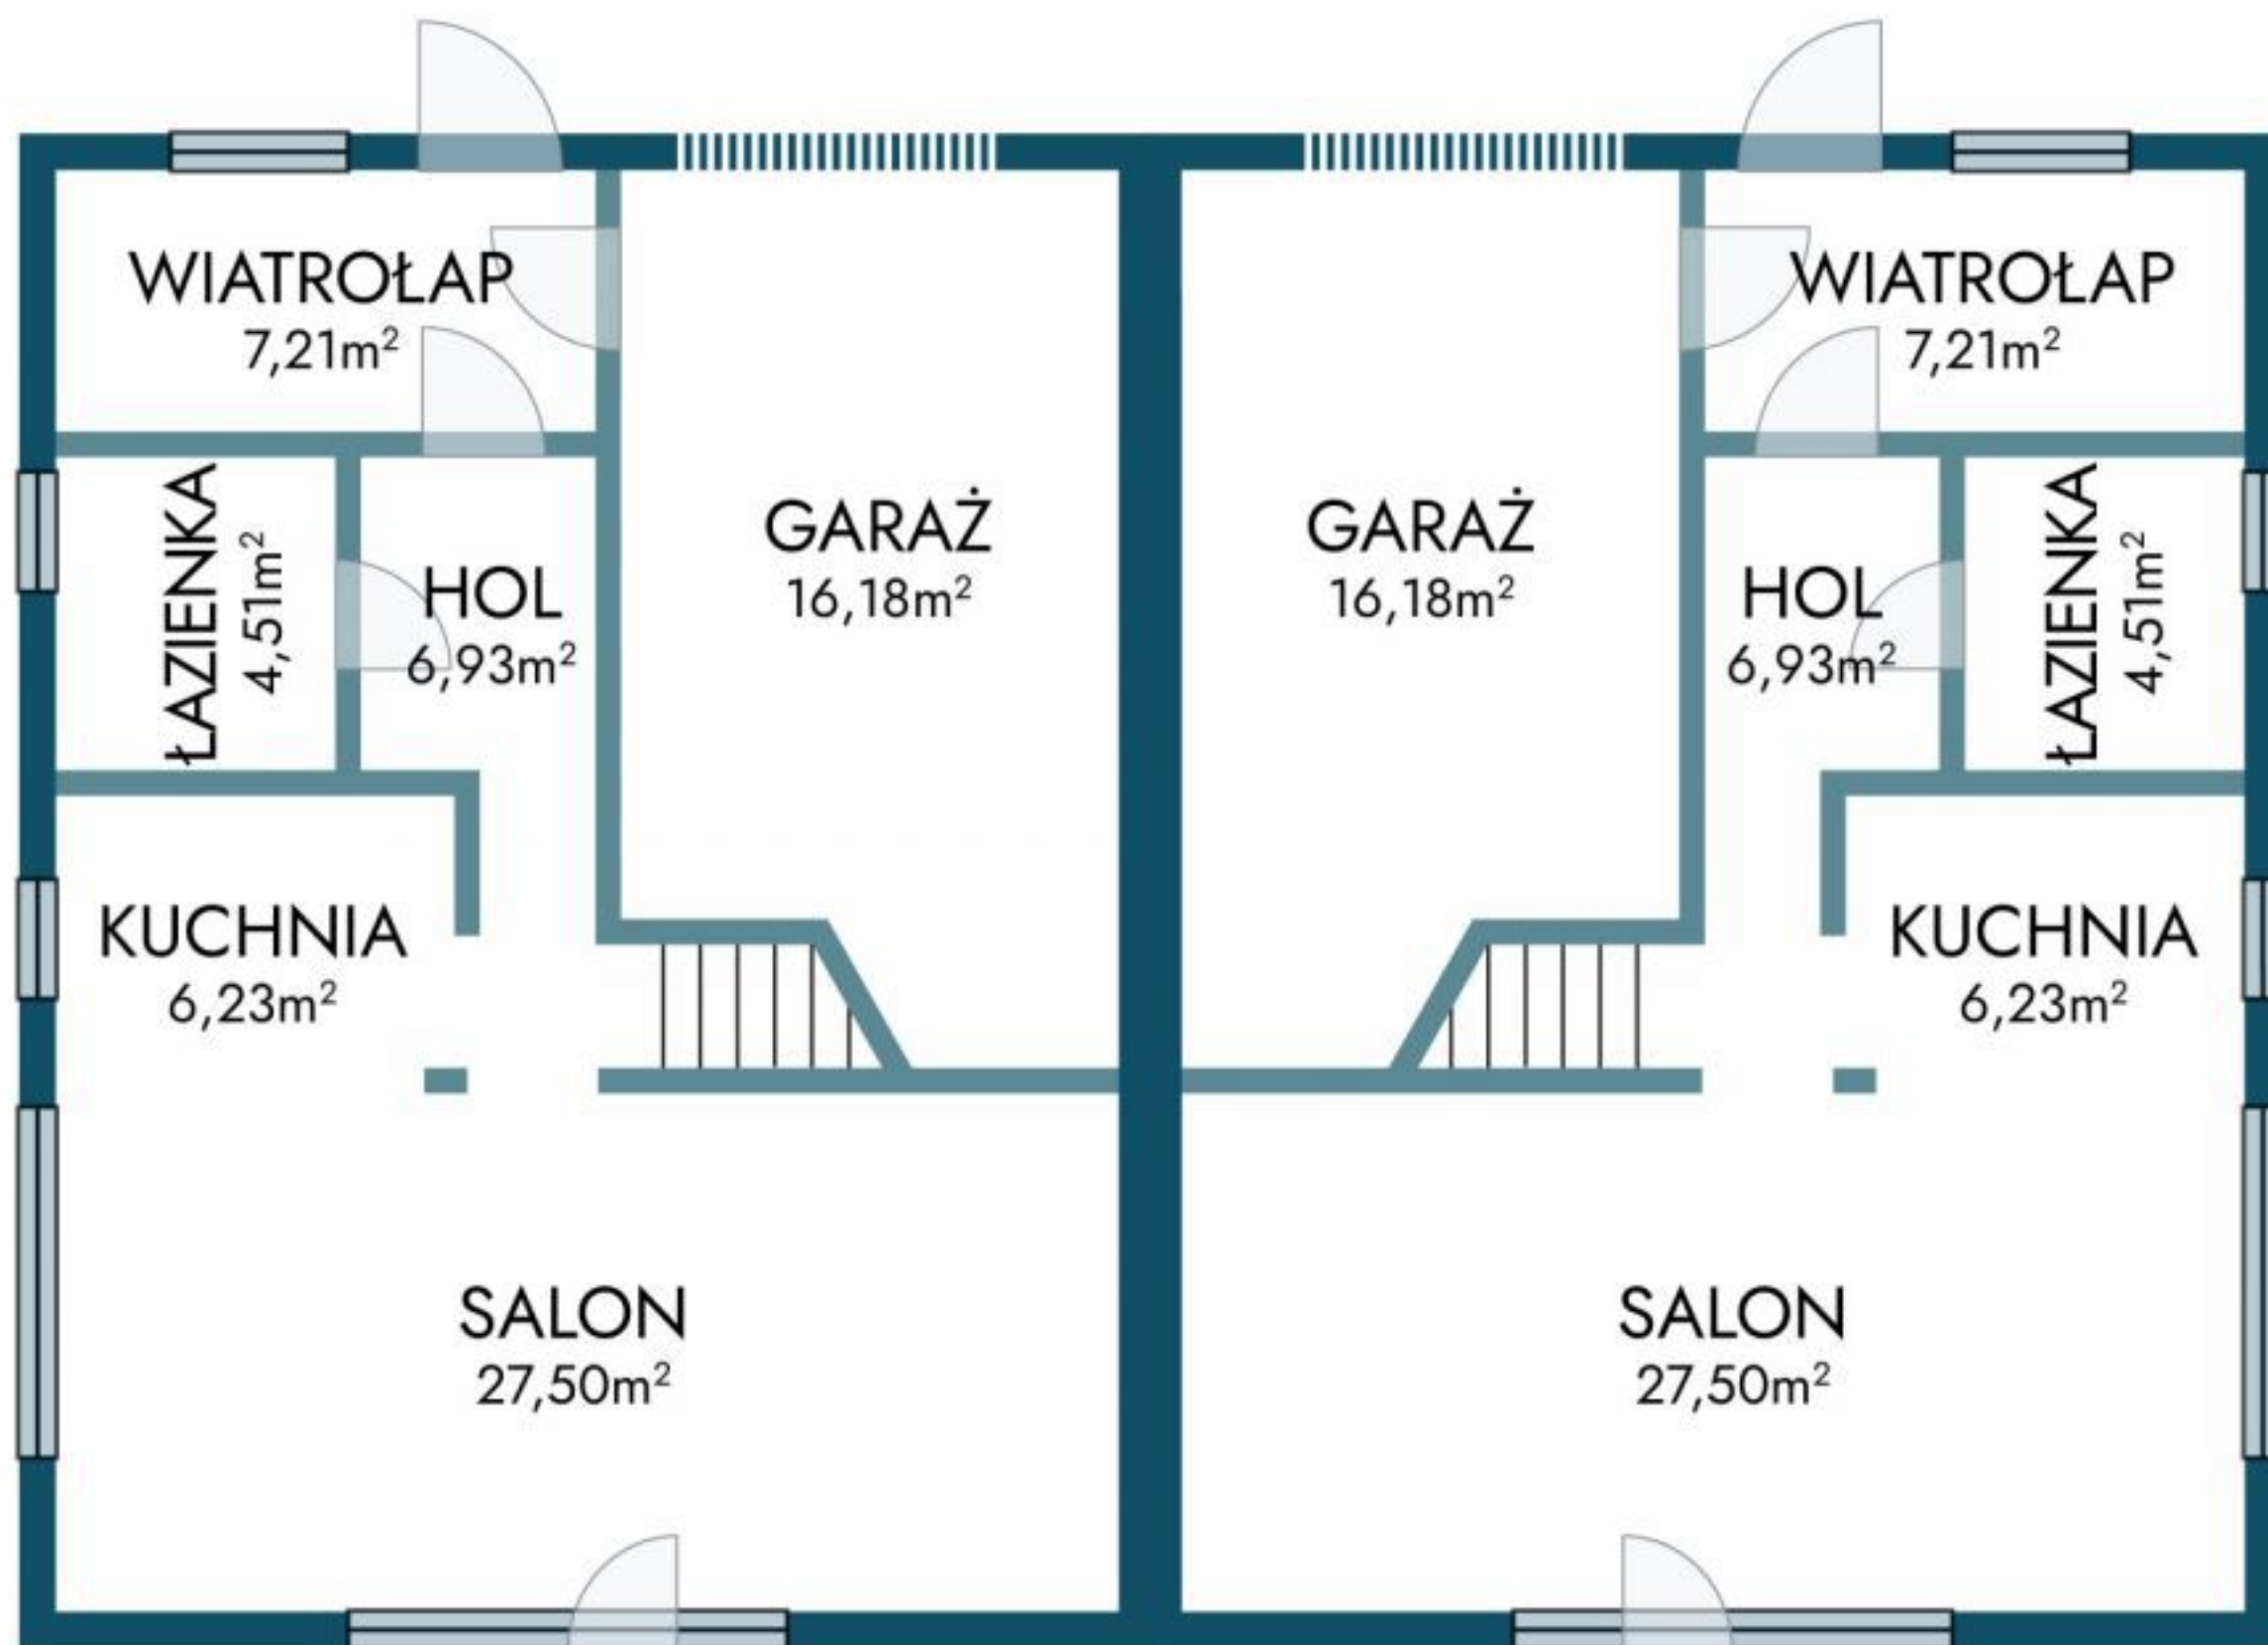 WIATROŁAP
7,21m²
GARAŻ
16,18m²
HOL
6,93m²
ŁAZIENKA
4,51m²
KUCHNIA
6,23m²
SALON
27,50m²
WIATROŁAP
7,21m²
GARAŻ
16,18m²
HOL
6,93m²
ŁAZIENKA
4,51m²
KUCHNIA
6,23m²
SALON
27,50m²